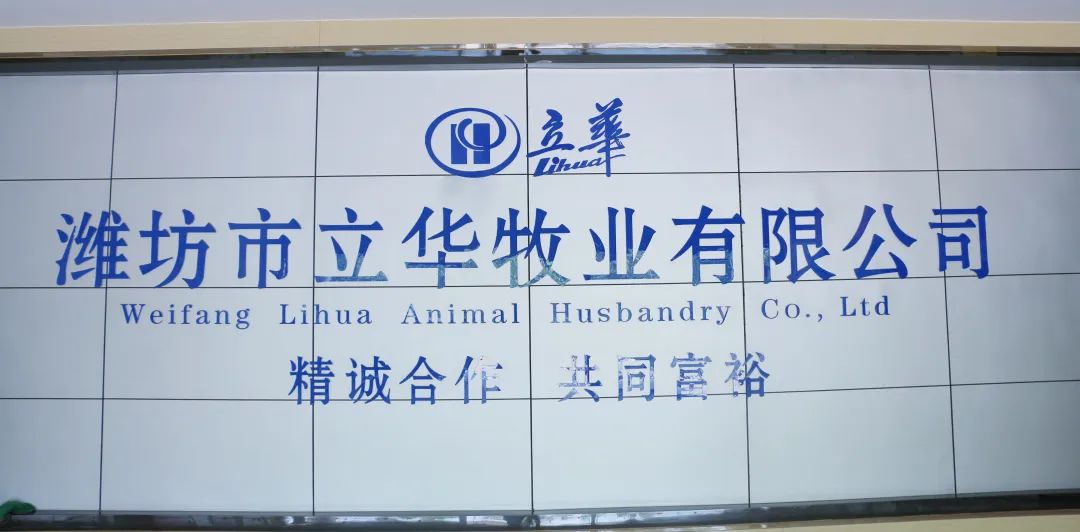 立華
Lihua
潍坊市立华牧业有限公司
Weifang Lihua Animal Husbandry Co., Ltd
精诚合作 共同富裕